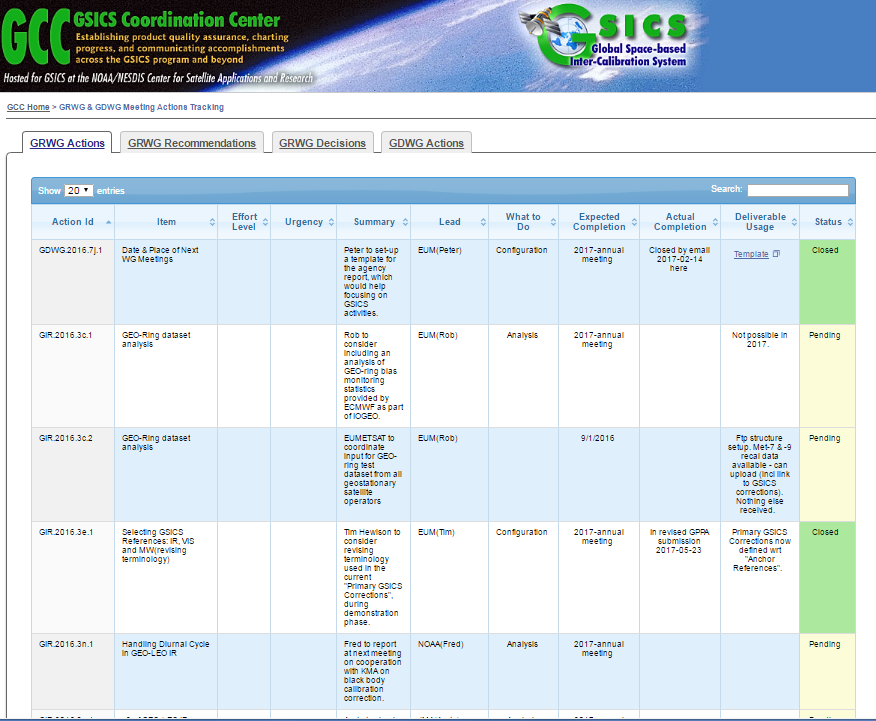 GCC GSICS Coordination Center
Establishing product quality assurance, charting
progress, and communicating accomplishments
across the GSICS program and beyond
Hosted for GSICS at the NOAA/NESDIS Center for Satellite Applications and Research
GSICS
Global Space-based
Inter-Calibration System
GCC Home > GRWG & GDWG Meeting Actions Tracking
GRWG Actions GRWG Recommendations GRWG Decisions GDWG Actions
Show 20 entries Search:
Action Id
Item
Effort
Level
Urgency
Summary
Lead
What to
Do
Expected
Completion
Actual
Completion
Deliverable
Usage
Status
GDWG.2016.7j.1
Date & Place of Next
WG Meetings
Peter to set-up
a template for
the agency
report, which
would help
focusing on
GSICS
activities.
EUM(Peter)
Configuration
2017-annual
meeting
Closed by email
2017-02-14
here
Template
Closed
GIR.2016.3c.1
GEO-Ring dataset
analysis
Rob to
consider
including an
analysis of
GEO-ring bias
monitoring
statistics
provided by
ECMWF as part
of IOGEO.
EUM(Rob)
Analysis
2017-annual
meeting
Not possible in
2017.
Pending
GIR.2016.3c.2
GEO-Ring dataset
analysis
EUMETSAT to
coordinate
input for GEO-
ring test
dataset from all
geostationary
satellite
operators
EUM(Rob)
9/1/2016
Ftp structure
setup. Met-7 & -9
recal data
available - can
upload (incl link
to GSICS
corrections).
Nothing else
received.
Pending
GIR.2016.3e.1
Selecting GSICS
References: IR, VIS
and MW(revising
terminology)
Tim Hewison to
consider
revising
terminology
used in the
current
"Primary GSICS
Corrections",
during
demonstration
phase.
EUM(Tim)
Configuration
2017-annual
meeting
In revised GPPA
submission
2017-05-23
Primary GSICS
Corrections now
defined wrt
"Anchor
References".
Closed
GIR.2016.3n.1
Handling Diurnal Cycle
in GEO-LEO IR
Fred to report
at next meeting
on cooperation
with KMA on
black body
calibration
correction.
NOAA(Fred)
Analysis
2017-annual
meeting
Pending